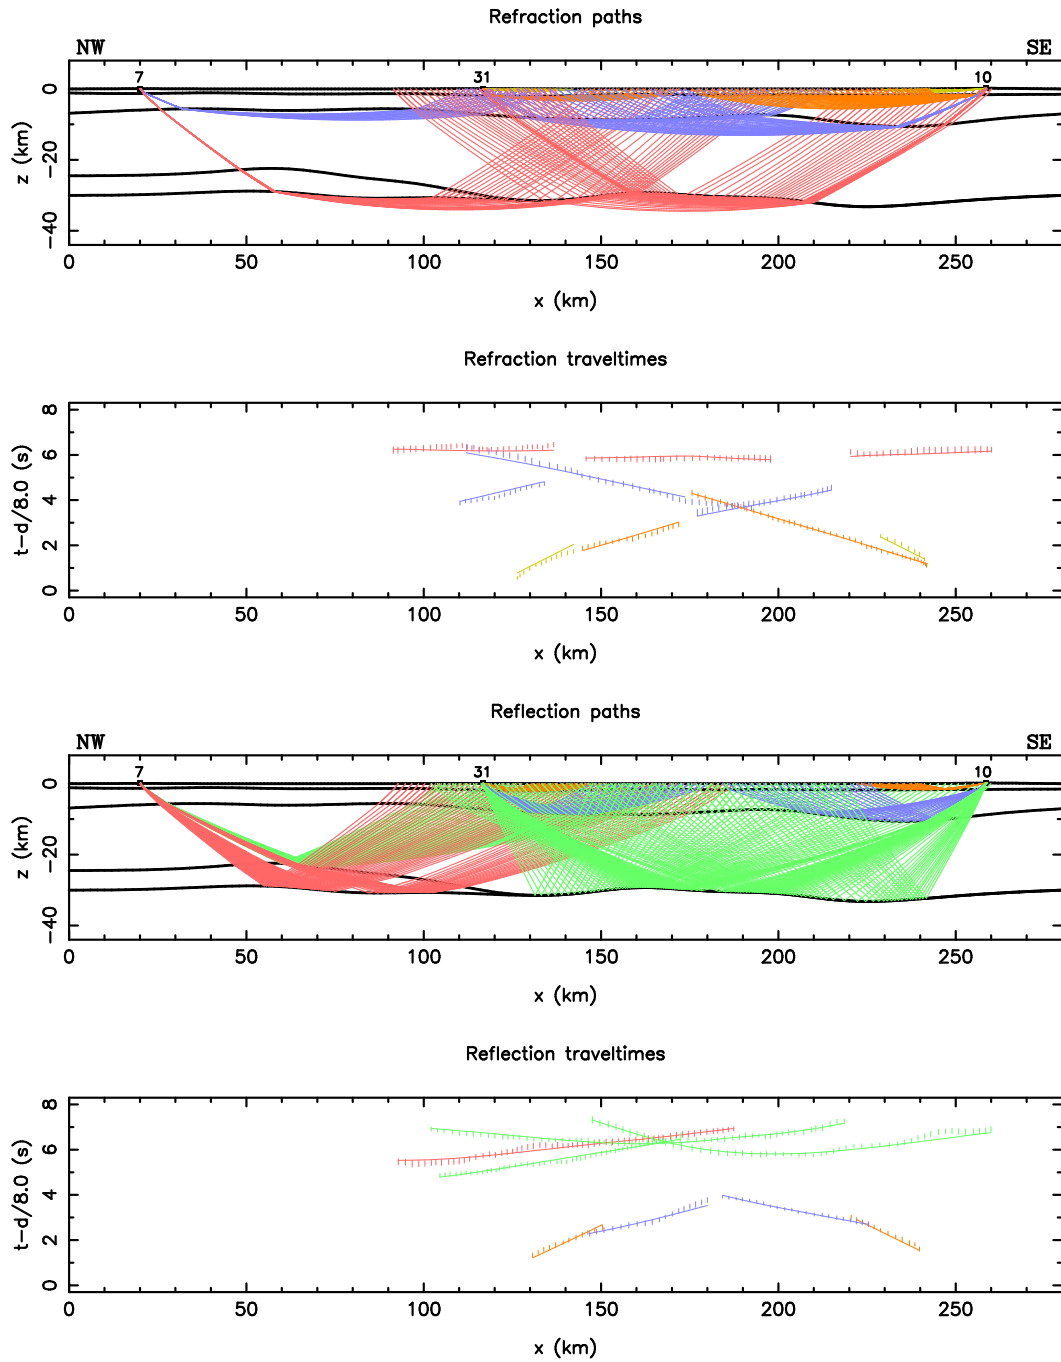 Refraction paths
NW SE
7 31 10
0
−20
−40
z (km)
0 50 100 150 200 250
x (km)
Refraction traveltimes
8
6
4
2
0
t−d/8.0 (s)
0 50 100 150 200 250
x (km)
Reflection paths
NW SE
7 31 10
0
−20
−40
z (km)
0 50 100 150 200 250
x (km)
Reflection traveltimes
8
6
4
2
0
t−d/8.0 (s)
0 50 100 150 200 250
x (km)